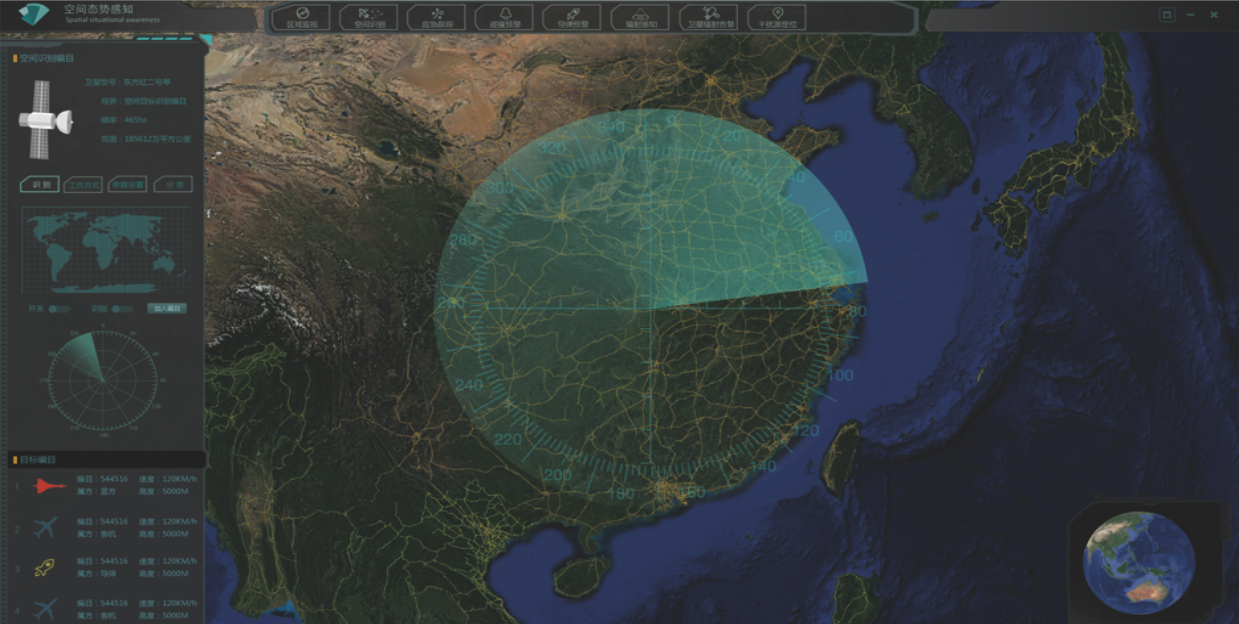 空间态势感知
Spatial situational awareness
区域监视
空间识别
应急跟踪
碰撞预警
导弹预警
辐射感知
卫星辐射告警
干扰源定位
空间识别编目
卫星型号：东方红二号甲
任务：空间目标识别编目
频率：465hz
范围：185612万平方公里
识 别
工作方式
参数设置
分 类
开关
识别
加入编目
目标编目
1
编目：544516 速度：120KM/h
属方：蓝方 高度：5000M
2
编目：544516 速度：120KM/h
属方：客机 高度：5000M
3
编目：544516 速度：120KM/h
属方：导弹 高度：5000M
4
编目：544516 速度：120KM/h
属方：客机 高度：5000M
0
20
40
60
80
100
120
140
160
180
200
220
240
280
300
320
340